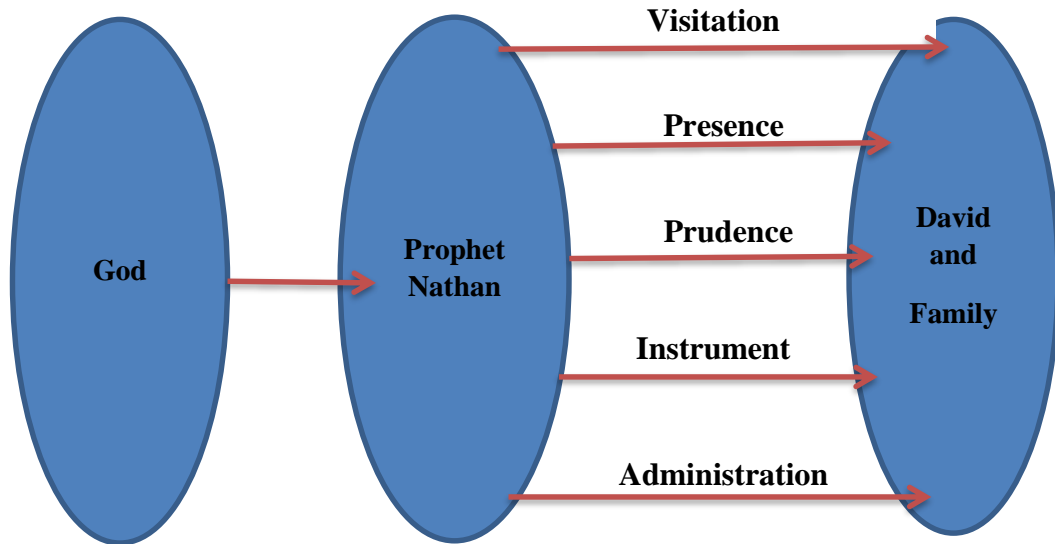 Visitation
Presence
Prudence
Instrument
Administration
God
Prophet
Nathan
David
and
Family